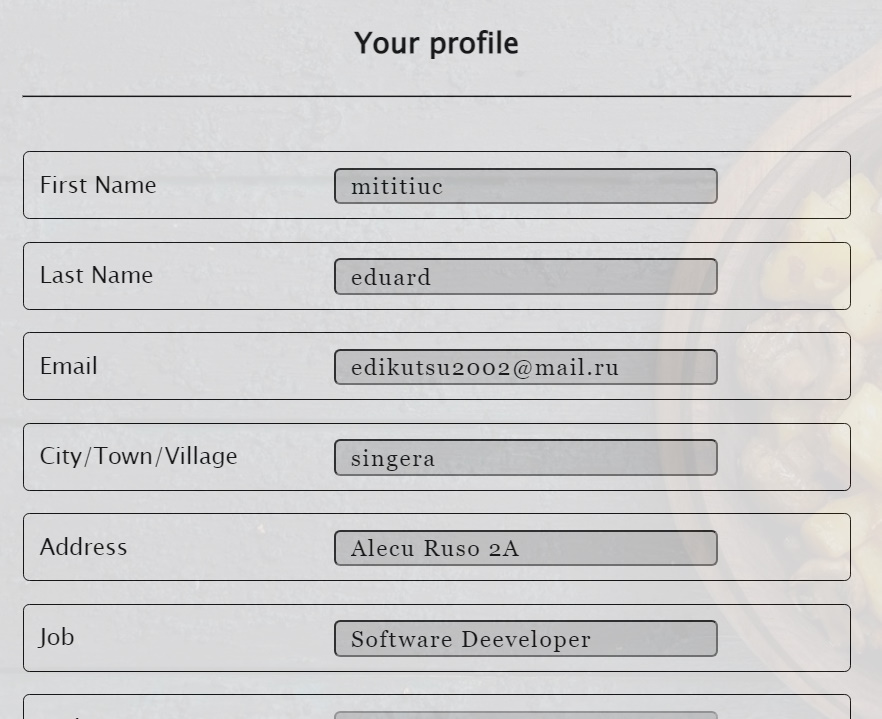 Your profile
First Name mititiuc
Last Name eduard
Email edikutsu2002@mail.ru
City/Town/Village singera
Address Alecu Ruso 2A
Job Software Deeveloper